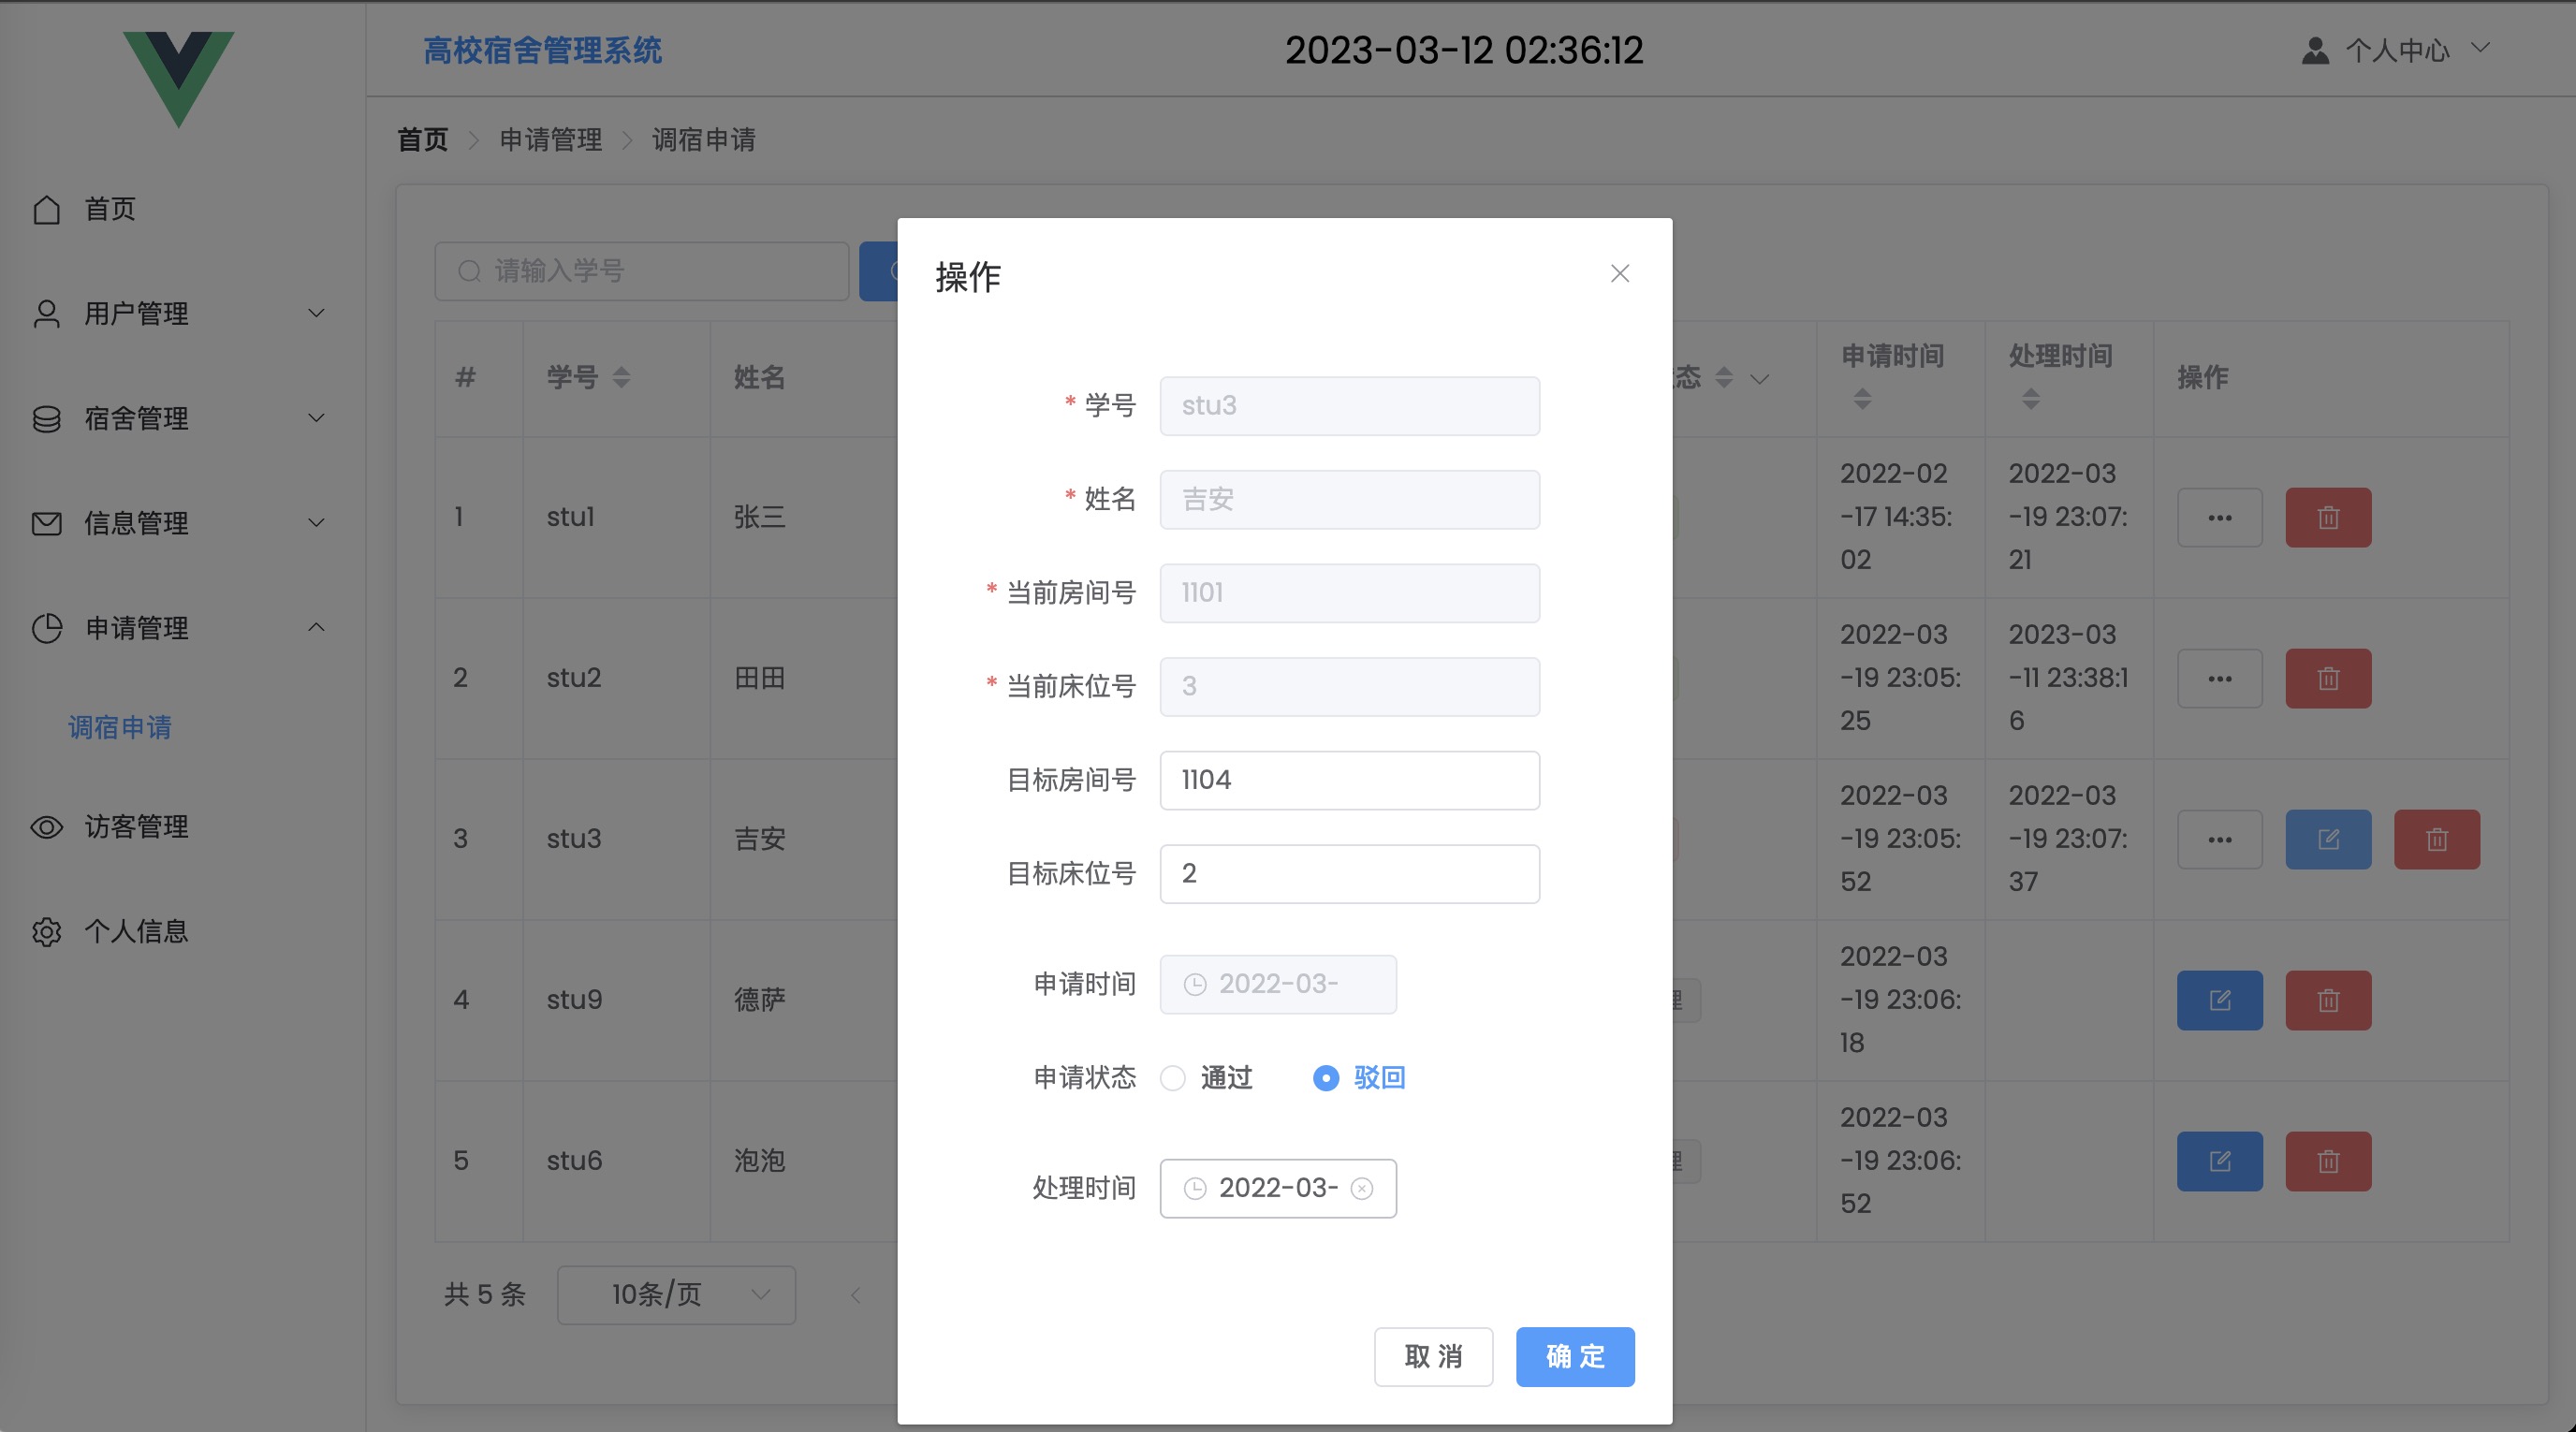 高校宿舍管理系统
2023-03-12 02:36:12
个人中心
首页
申请管理
调宿申请
首页
用户管理
宿舍管理
信息管理
申请管理
调宿申请
访客管理
个人信息
请输入学号
# 学号 姓名 态 申请时间 处理时间 操作
1 stu1 张三 2022-02-17 14:35:02 2022-03-19 23:07:21
2 stu2 田田 2022-03-19 23:05:25 2023-03-11 23:38:16
3 stu3 吉安 2022-03-19 23:05:52 2022-03-19 23:07:37
4 stu9 德萨 理 2022-03-19 23:06:18
5 stu6 泡泡 理 2022-03-19 23:06:52
共 5 条
10条/页
操作
* 学号 stu3
* 姓名 吉安
* 当前房间号 1101
* 当前床位号 3
目标房间号 1104
目标床位号 2
申请时间 2022-03-
申请状态 通过 驳回
处理时间 2022-03-
取 消
确 定